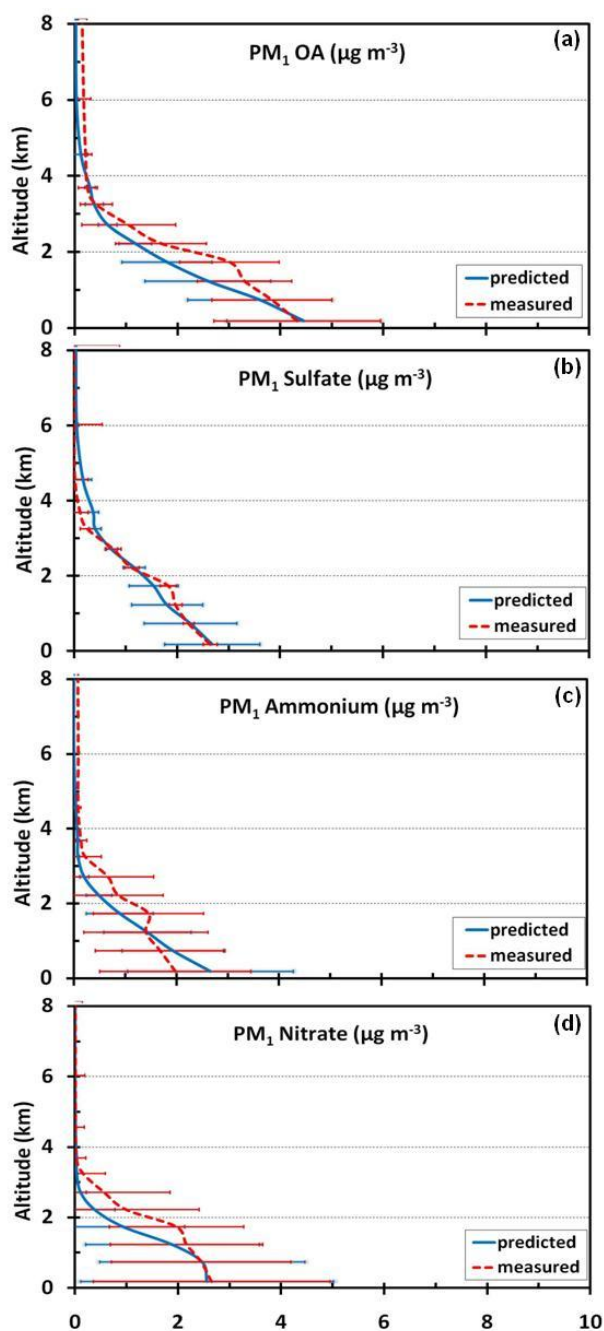 (a)
PM₁ OA (µg m⁻³)
8
6
4
2
0
Altitude (km)
predicted
measured
(b)
PM₁ Sulfate (µg m⁻³)
8
6
4
2
0
Altitude (km)
predicted
measured
(c)
PM₁ Ammonium (µg m⁻³)
8
6
4
2
0
Altitude (km)
predicted
measured
(d)
PM₁ Nitrate (µg m⁻³)
8
6
4
2
0
Altitude (km)
predicted
measured
0 2 4 6 8 10